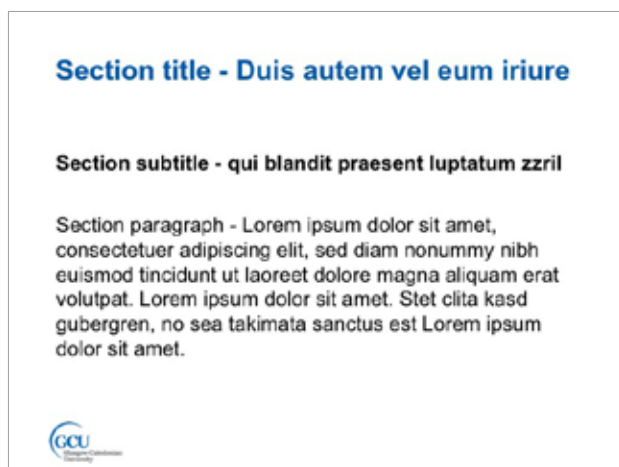 Section title - Duis autem vel eum iriure
Section subtitle - qui blandit praesent luptatum zzril
Section paragraph - Lorem ipsum dolor sit amet,
consectetuer adipiscing elit, sed diam nonummy nibh
euismod tincidunt ut laoreet dolore magna aliquam erat
volutpat. Lorem ipsum dolor sit amet. Stet clita kasd
gubergren, no sea takimata sanctus est Lorem ipsum
dolor sit amet.
GCU
Glasgow Caledonian
University